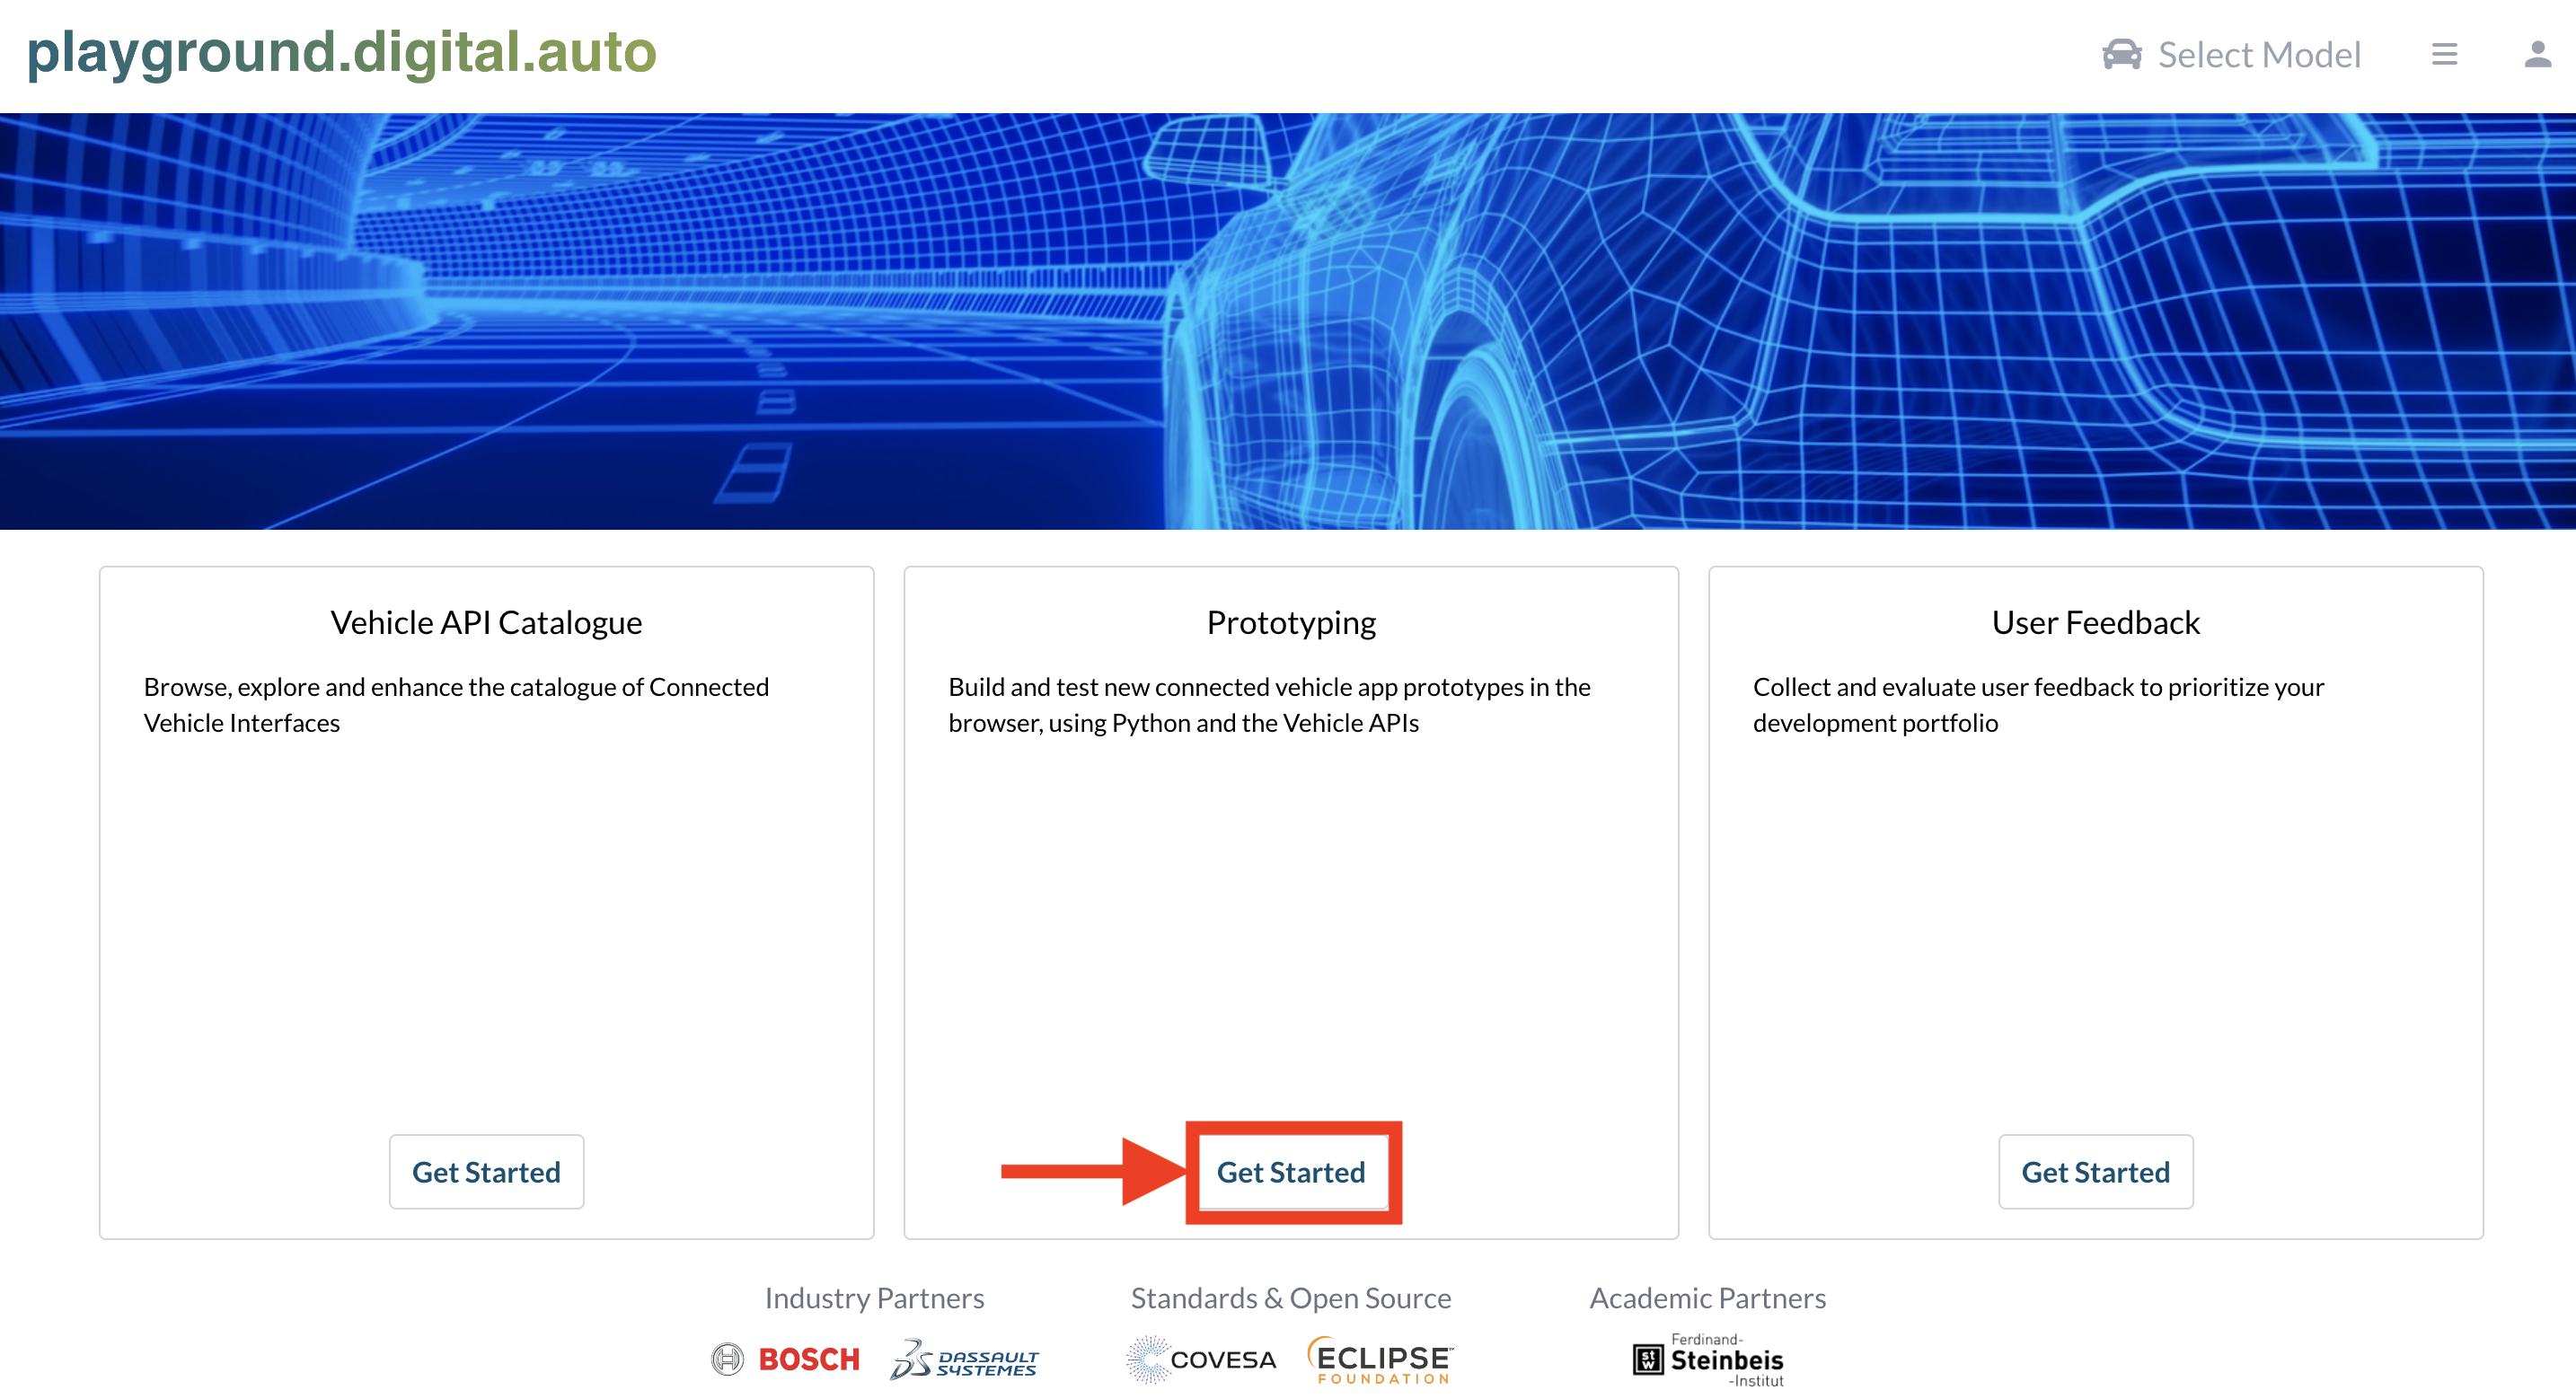 playground.digital.auto
Select Model
Vehicle API Catalogue
Browse, explore and enhance the catalogue of Connected
Vehicle Interfaces
Get Started
Prototyping
Build and test new connected vehicle app prototypes in the
browser, using Python and the Vehicle APIs
Get Started
User Feedback
Collect and evaluate user feedback to prioritize your
development portfolio
Get Started
Industry Partners
BOSCH
DASSAULT
SYSTEMES
Standards & Open Source
COVESA
ECLIPSE™
FOUNDATION
Academic Partners
st
w
Ferdinand-
Steinbeis
-Institut